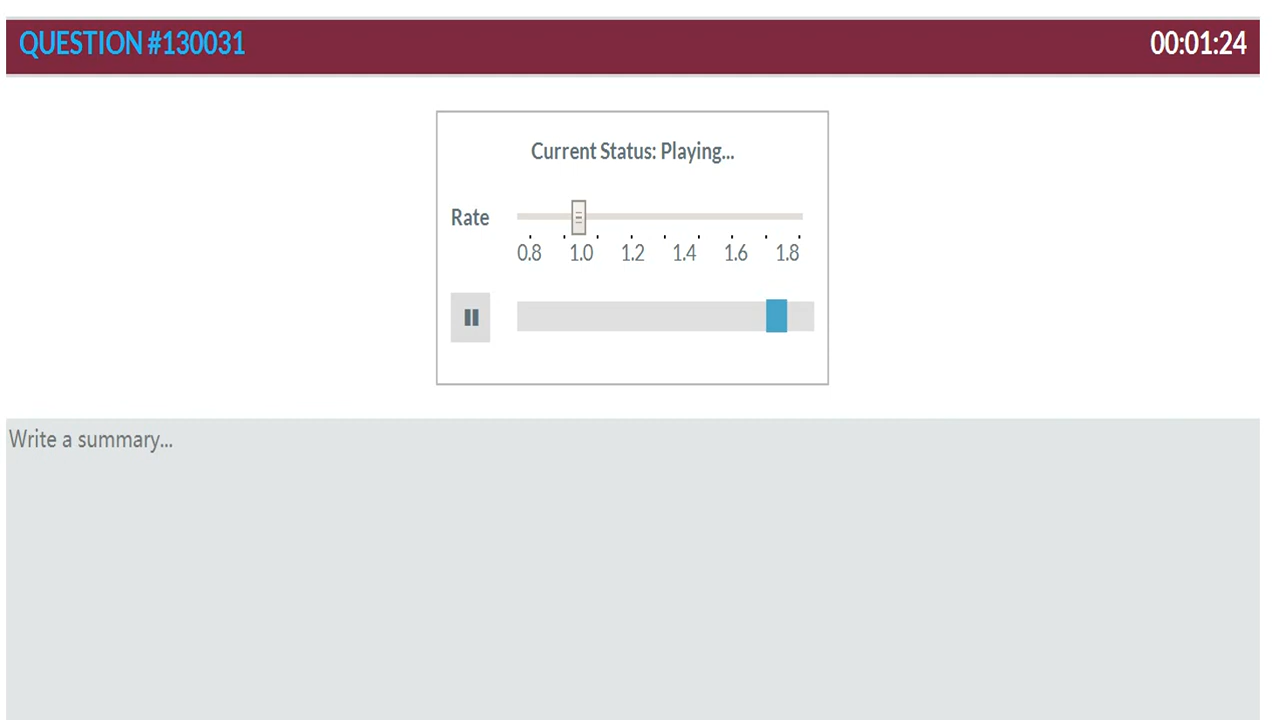 QUESTION #130031 00:01:24
Current Status: Playing...
Rate
0.8 1.0 1.2 1.4 1.6 1.8
Write a summary...